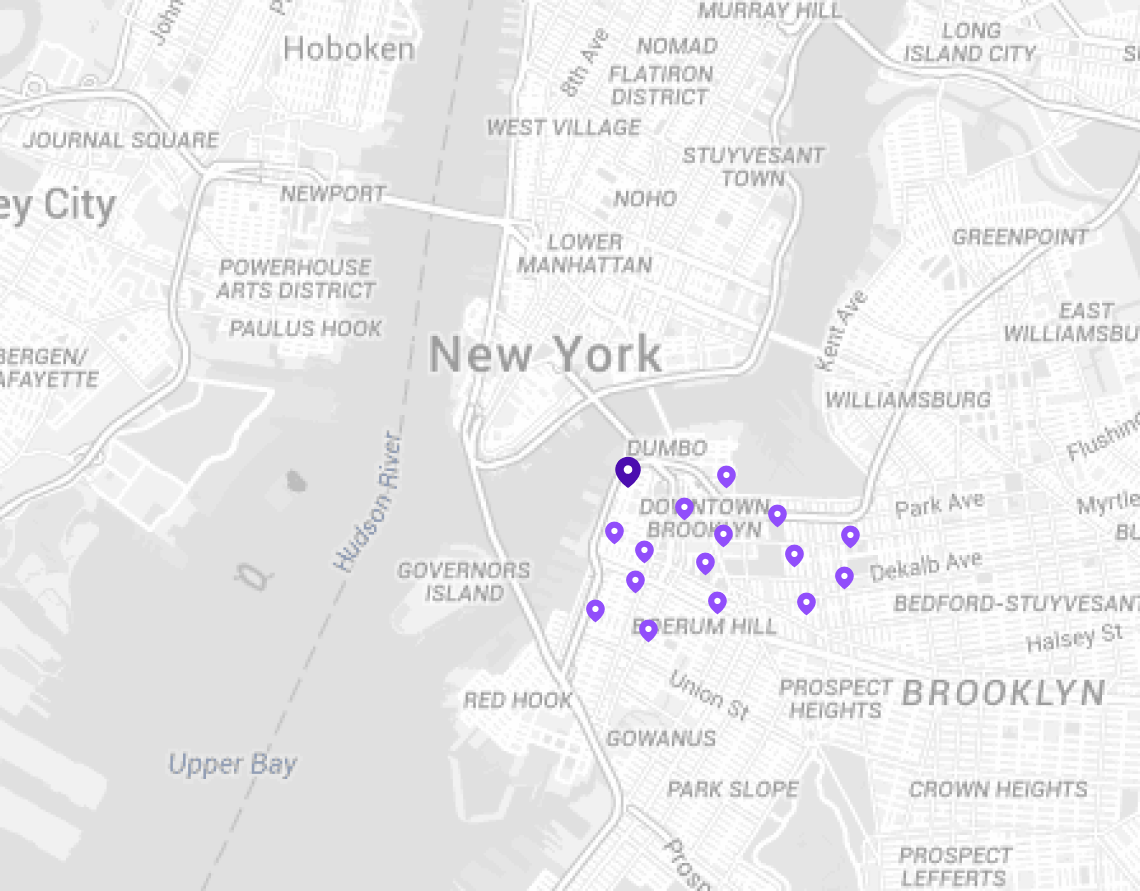 MURRAY HILL
John
Hoboken
8th Ave
NOMAD
FLATIRON
DISTRICT
LONG
ISLAND CITY
JOURNAL SQUARE
WEST VILLAGE
STUYVESANT
TOWN
NEWPORT
NOHO
ey City
LOWER
MANHATTAN
GREENPOINT
POWERHOUSE
ARTS DISTRICT
PAULUS HOOK
Kent Ave
EAST
WILLIAMSBU
BERGEN/
AFAYETTE
New York
WILLIAMSBURG
DUMBO
Flushing
Hudson River
DOWNTOWN
BROOKLYN
Park Ave
Myrtle
BU
GOVERNORS
ISLAND
Dekalb Ave
BEDFORD-STUYVESANT
BOERUM HILL
Halsey St
RED HOOK
Union St
PROSPECT
HEIGHTS
BROOKLYN
GOWANUS
Upper Bay
PARK SLOPE
CROWN HEIGHTS
Prosp
PROSPECT
LEFFERTS